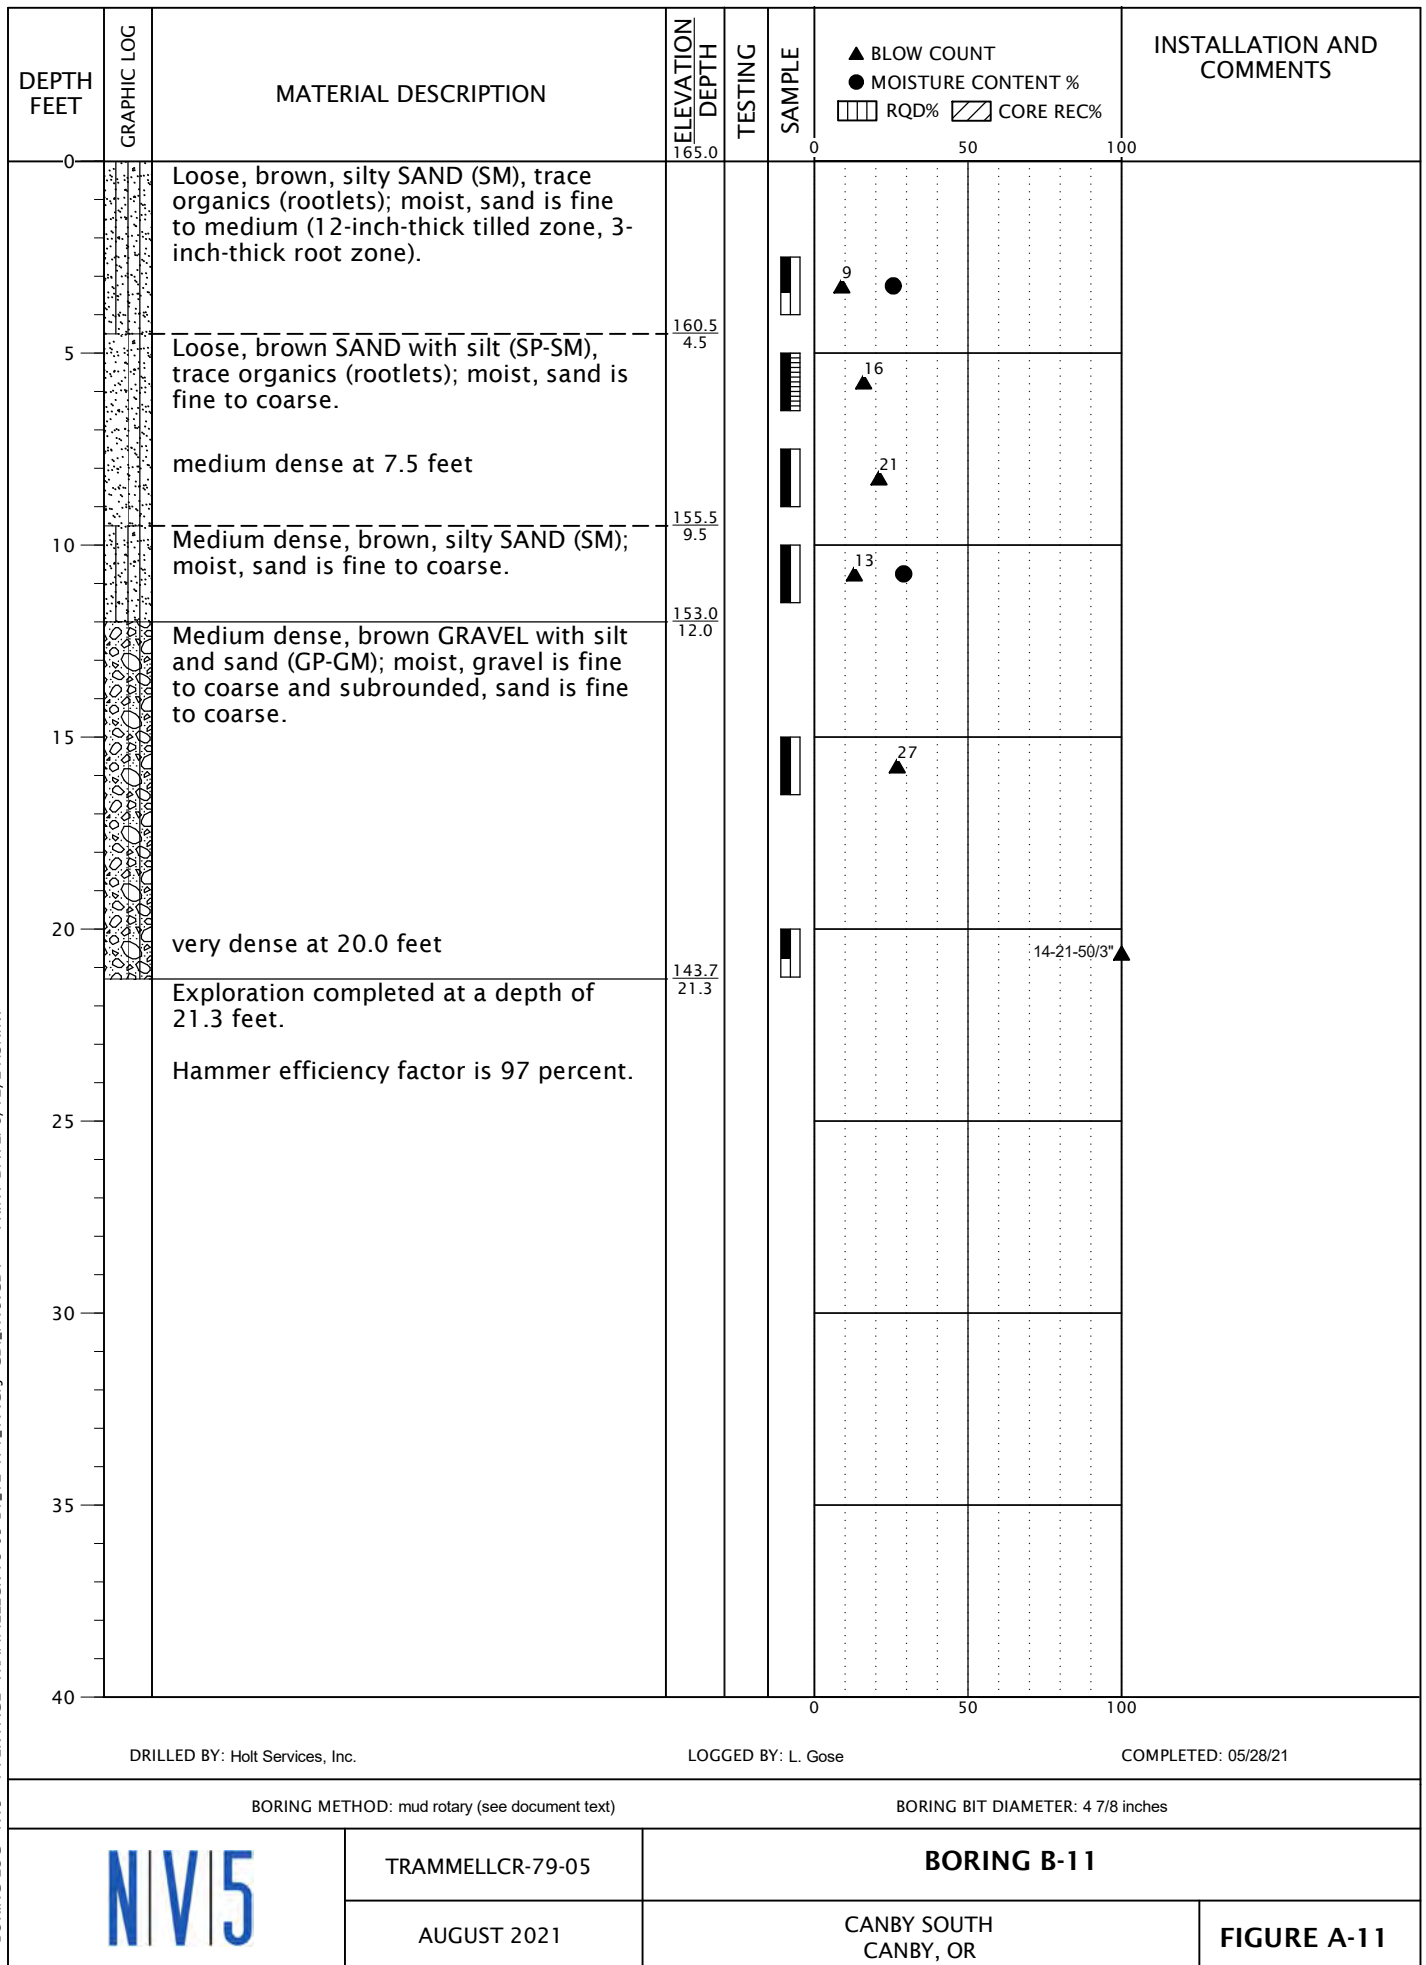 DEPTH
FEET
GRAPHIC LOG
MATERIAL DESCRIPTION
ELEVATION
DEPTH
TESTING
SAMPLE
▲ BLOW COUNT
● MOISTURE CONTENT %
RQD% CORE REC%
INSTALLATION AND
COMMENTS
165.0
0 50 100
0
Loose, brown, silty SAND (SM), trace
organics (rootlets); moist, sand is fine
to medium (12-inch-thick tilled zone, 3-
inch-thick root zone).
9
160.5
4.5
5
Loose, brown SAND with silt (SP-SM),
trace organics (rootlets); moist, sand is
fine to coarse.
16
medium dense at 7.5 feet
21
155.5
9.5
10
Medium dense, brown, silty SAND (SM);
moist, sand is fine to coarse.
13
153.0
12.0
Medium dense, brown GRAVEL with silt
and sand (GP-GM); moist, gravel is fine
to coarse and subrounded, sand is fine
to coarse.
15
27
20
very dense at 20.0 feet
14-21-50/3"
143.7
21.3
Exploration completed at a depth of
21.3 feet.
Hammer efficiency factor is 97 percent.
25
30
35
40
0 50 100
DRILLED BY: Holt Services, Inc.
LOGGED BY: L. Gose
COMPLETED: 05/28/21
BORING METHOD: mud rotary (see document text)
BORING BIT DIAMETER: 4 7/8 inches
N|V|5
TRAMMELLCR-79-05
BORING B-11
AUGUST 2021
CANBY SOUTH
CANBY, OR
FIGURE A-11